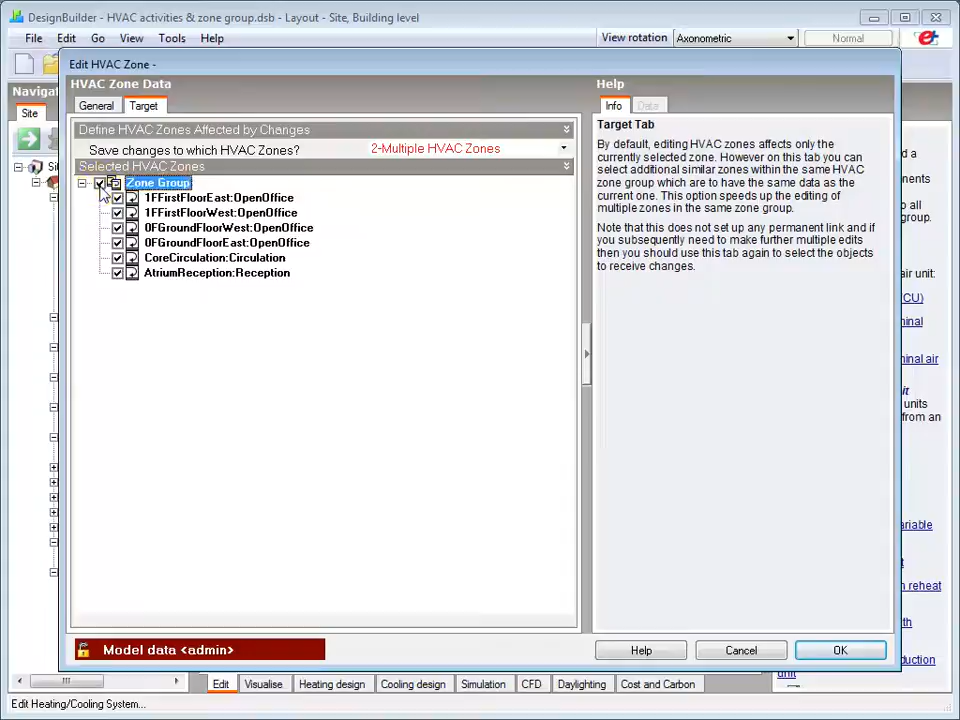 DesignBuilder - HVAC activities & zone group.dsb - Layout - Site, Building level
File Edit Go View Tools Help
View rotation Axonometric Normal
Edit HVAC Zone -
Site
HVAC Zone Data
General Target
Define HVAC Zones Affected by Changes
Save changes to which HVAC Zones? 2-Multiple HVAC Zones
Selected HVAC Zones
Zone Group
1FFirstFloorEast:OpenOffice
1FFirstFloorWest:OpenOffice
0FGroundFloorWest:OpenOffice
0FGroundFloorEast:OpenOffice
CoreCirculation:Circulation
AtriumReception:Reception
Help
Info Data
Target Tab
By default, editing HVAC zones affects only the
currently selected zone. However on this tab you can
select additional similar zones within the same HVAC
zone group which are to have the same data as the
current one. This option speeds up the editing of
multiple zones in the same zone group.
Note that this does not set up any permanent link and if
you subsequently need to make further multiple edits
then you should use this tab again to select the objects
to receive changes.
air unit:
units
from an
unit
Model data <admin>
Help Cancel OK
Edit Visualise Heating design Cooling design Simulation CFD Daylighting Cost and Carbon
Edit Heating/Cooling System...